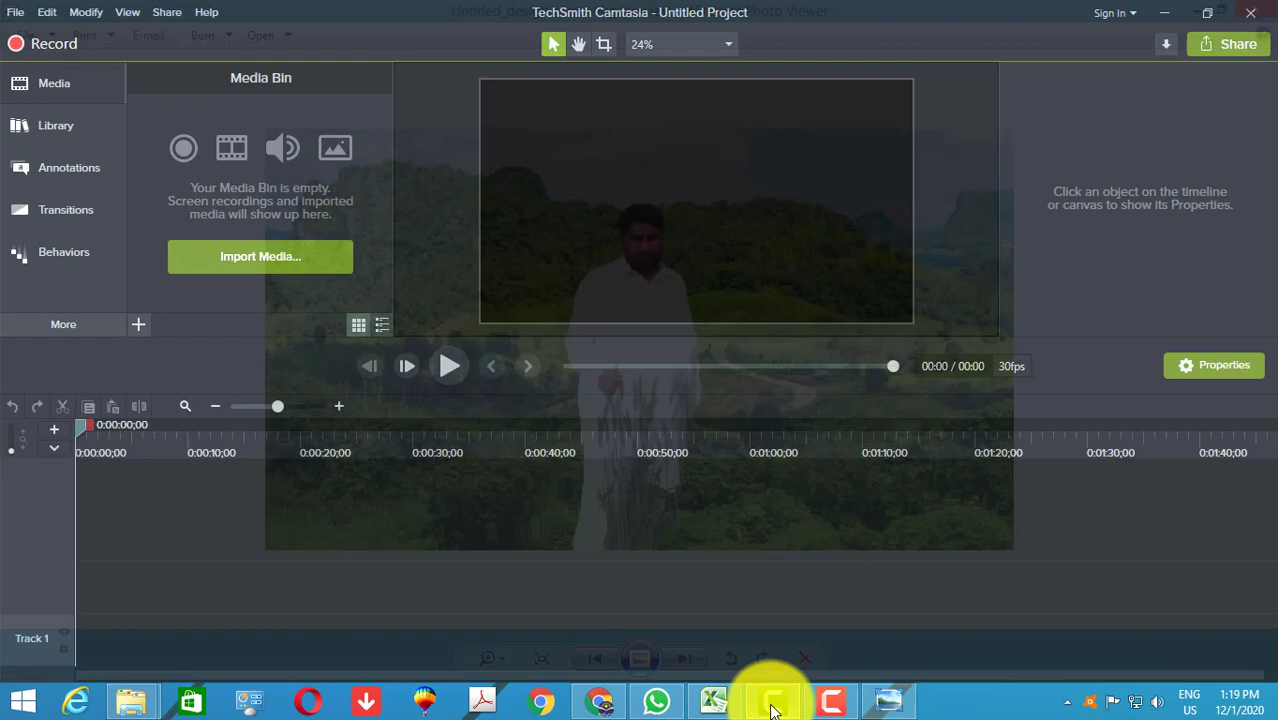 File Edit Modify View Share Help
TechSmith Camtasia - Untitled Project
Sign In
Record
24%
Share
Print E-mail Burn Open
Media
Library
Annotations
Transitions
Behaviors
More
Media Bin
Your Media Bin is empty.
Screen recordings and imported
media will show up here.
Import Media...
Click an object on the timeline
or canvas to show its Properties.
00:00 / 00:00 30fps
Properties
0:00:00;00
0:00:00;00 0:00:10;00 0:00:20;00 0:00:30;00 0:00:40;00 0:00:50;00 0:01:00;00 0:01:10;00 0:01:20;00 0:01:30;00 0:01:40;00
Track 1
ENG
US
1:19 PM
12/1/2020